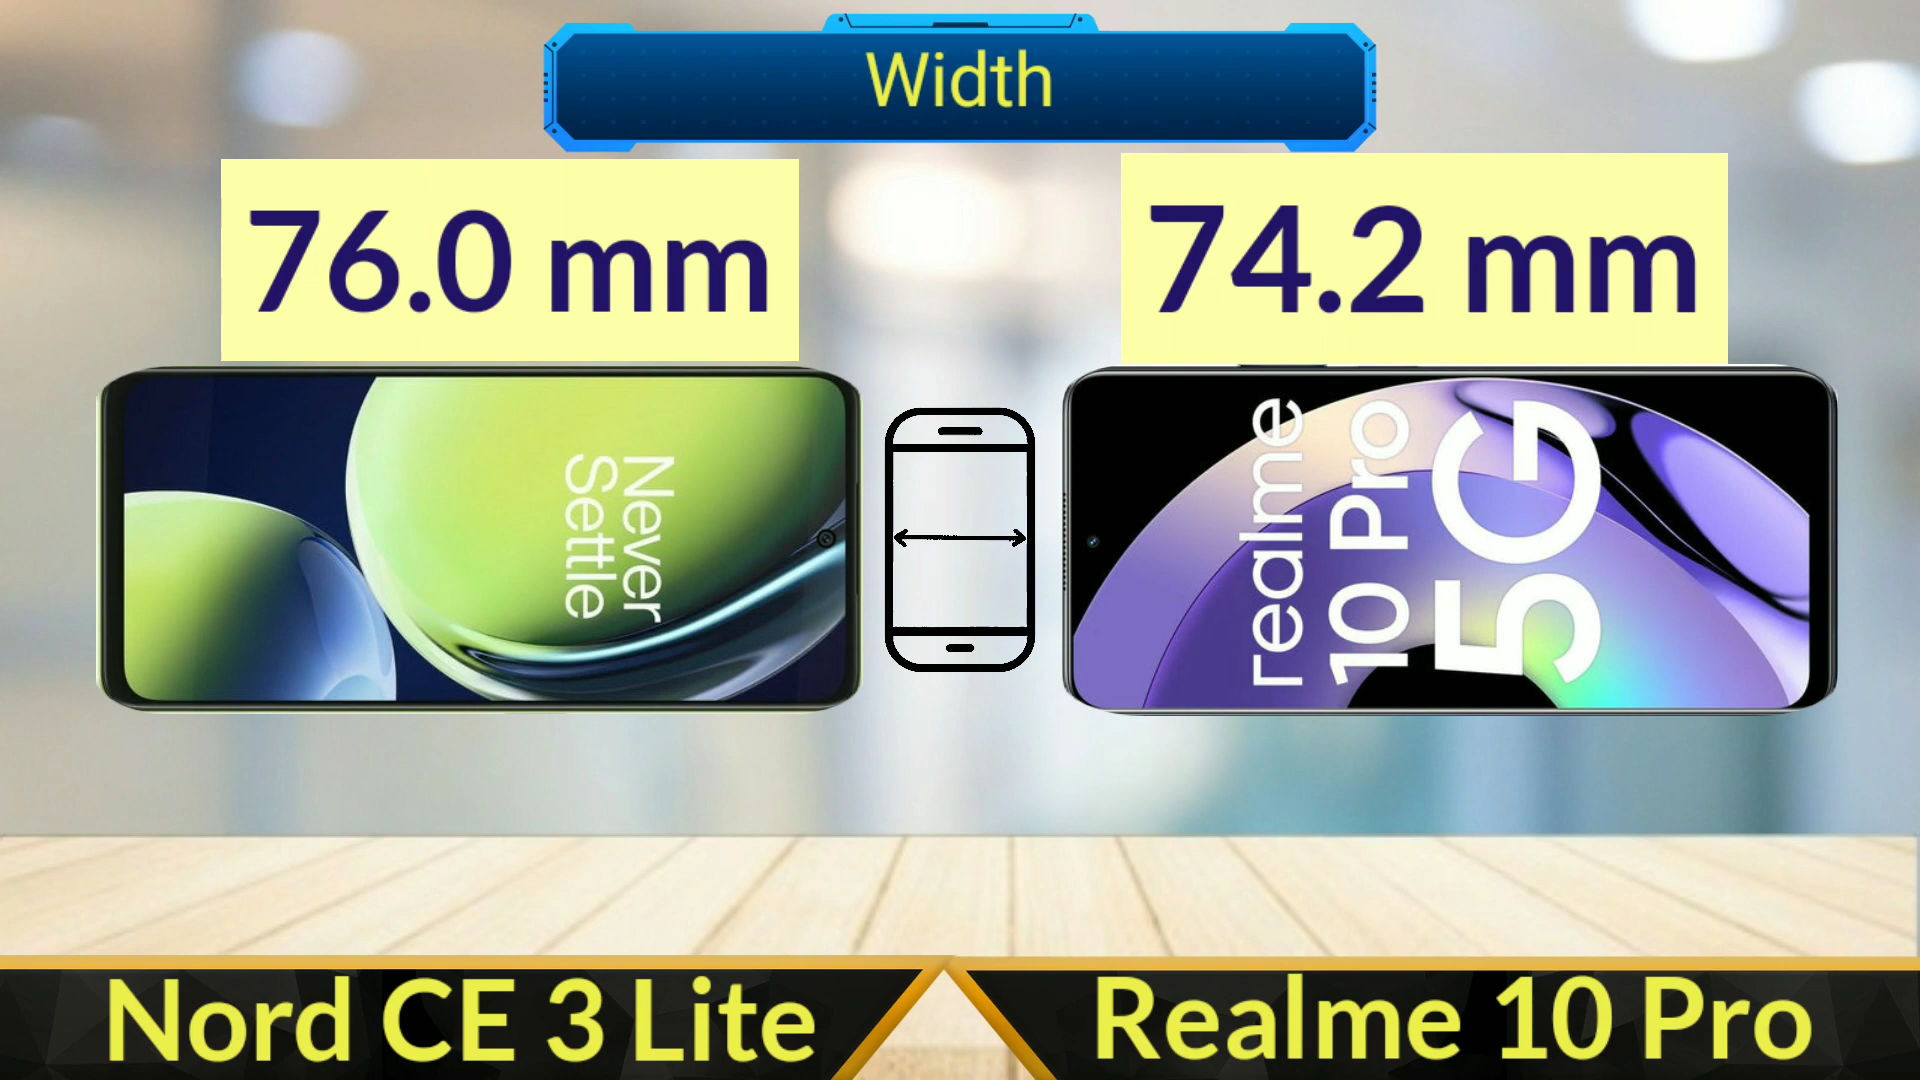 Width
76.0 mm
74.2 mm
Never
Settle
realme
10 Pro
5G
Nord CE 3 Lite
Realme 10 Pro